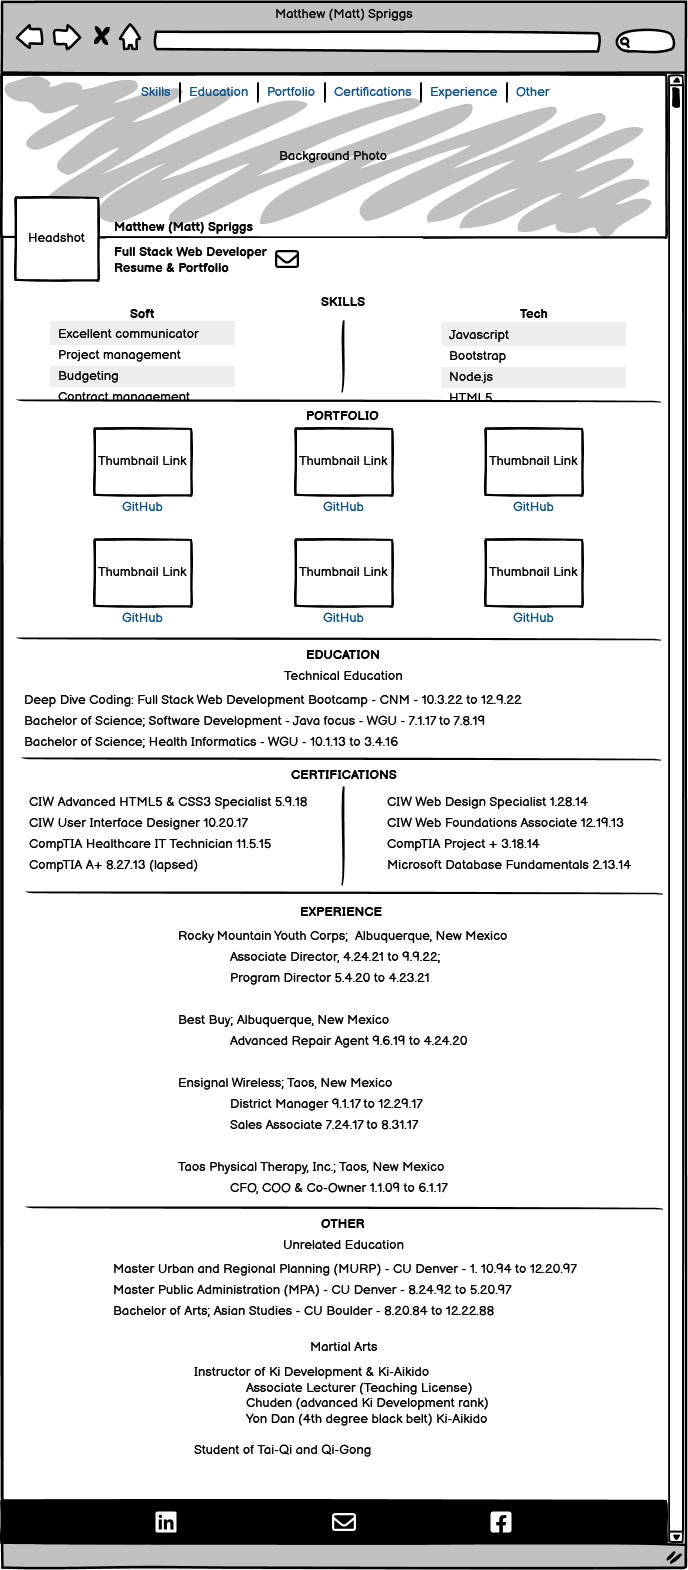 Matthew (Matt) Spriggs
Skills | Education | Portfolio | Certifications | Experience | Other
Background Photo
Headshot
Matthew (Matt) Spriggs
Full Stack Web Developer
Resume & Portfolio
SKILLS
Soft
Excellent communicator
Project management
Budgeting
Contract management
Tech
Javascript
Bootstrap
Node.js
HTML5
PORTFOLIO
Thumbnail Link Thumbnail Link Thumbnail Link
GitHub GitHub GitHub
Thumbnail Link Thumbnail Link Thumbnail Link
GitHub GitHub GitHub
EDUCATION
Technical Education
Deep Dive Coding: Full Stack Web Development Bootcamp - CNM - 10.3.22 to 12.9.22
Bachelor of Science; Software Development - Java focus - WGU - 7.1.17 to 7.8.19
Bachelor of Science; Health Informatics - WGU - 10.1.13 to 3.4.16
CERTIFICATIONS
CIW Advanced HTML5 & CSS3 Specialist 5.9.18
CIW User Interface Designer 10.20.17
CompTIA Healthcare IT Technician 11.5.15
CompTIA A+ 8.27.13 (lapsed)
CIW Web Design Specialist 1.28.14
CIW Web Foundations Associate 12.19.13
CompTIA Project + 3.18.14
Microsoft Database Fundamentals 2.13.14
EXPERIENCE
Rocky Mountain Youth Corps; Albuquerque, New Mexico
Associate Director, 4.24.21 to 9.9.22;
Program Director 5.4.20 to 4.23.21
Best Buy; Albuquerque, New Mexico
Advanced Repair Agent 9.6.19 to 4.24.20
Ensignal Wireless; Taos, New Mexico
District Manager 9.1.17 to 12.29.17
Sales Associate 7.24.17 to 8.31.17
Taos Physical Therapy, Inc.; Taos, New Mexico
CFO, COO & Co-Owner 1.1.09 to 6.1.17
OTHER
Unrelated Education
Master Urban and Regional Planning (MURP) - CU Denver - 1. 10.94 to 12.20.97
Master Public Administration (MPA) - CU Denver - 8.24.92 to 5.20.97
Bachelor of Arts; Asian Studies - CU Boulder - 8.20.84 to 12.22.88
Martial Arts
Instructor of Ki Development & Ki-Aikido
Associate Lecturer (Teaching License)
Chuden (advanced Ki Development rank)
Yon Dan (4th degree black belt) Ki-Aikido
Student of Tai-Qi and Qi-Gong